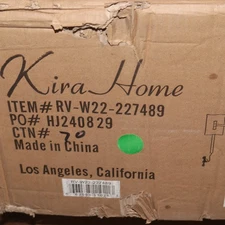 Kira Home
ITEM# RV-W22-227489
PO# HJ240829
CTN# 70
Made in China
Los Angeles, California